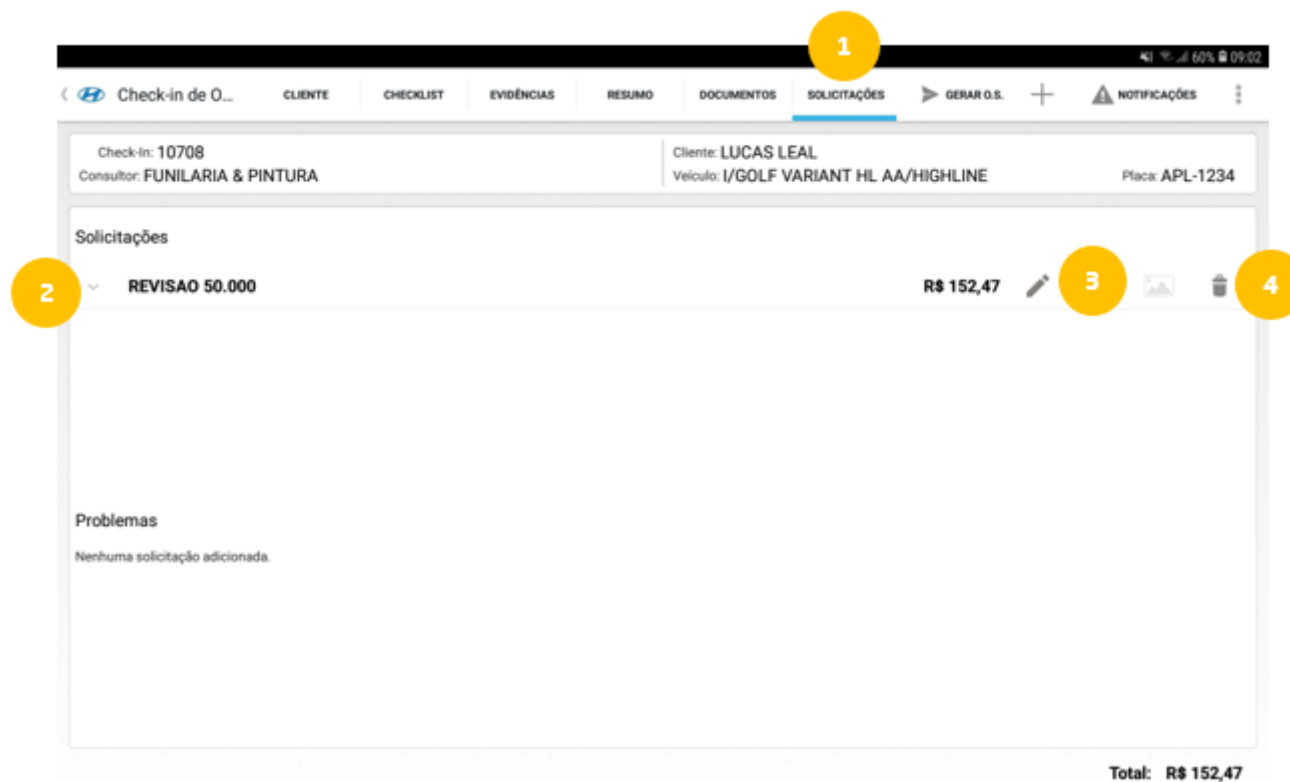 1
60% 09:02
Check-in de O... CLIENTE CHECKLIST EVIDÊNCIAS RESUMO DOCUMENTOS SOLICITAÇÕES GERAR O.S. NOTIFICAÇÕES
Check-In: 10708 Cliente: LUCAS LEAL
Consultor: FUNILARIA & PINTURA Veículo: I/GOLF VARIANT HL AA/HIGHLINE Placa: APL-1234
Solicitações
2 REVISAO 50.000 R$ 152,47 3 4
Problemas
Nenhuma solicitação adicionada.
Total: R$ 152,47